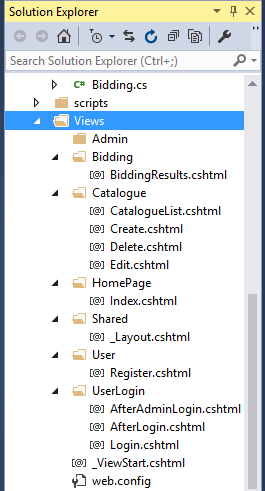 Solution Explorer
Search Solution Explorer (Ctrl+;)
C# Bidding.cs
scripts
Views
Admin
Bidding
[@] BiddingResults.cshtml
Catalogue
[@] CatalogueList.cshtml
[@] Create.cshtml
[@] Delete.cshtml
[@] Edit.cshtml
HomePage
[@] Index.cshtml
Shared
[@] _Layout.cshtml
User
[@] Register.cshtml
UserLogin
[@] AfterAdminLogin.cshtml
[@] AfterLogin.cshtml
[@] Login.cshtml
[@] _ViewStart.cshtml
web.config